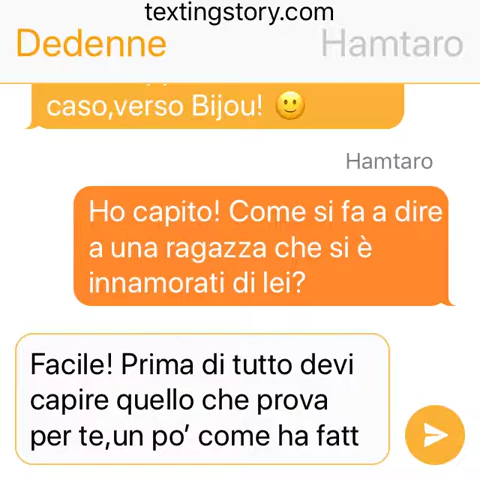 textingstory.com
Dedenne Hamtaro
caso,verso Bijou! 🙂
Hamtaro
Ho capito! Come si fa a dire
a una ragazza che si è
innamorati di lei?
Facile! Prima di tutto devi
capire quello che prova
per te,un po’ come ha fatt